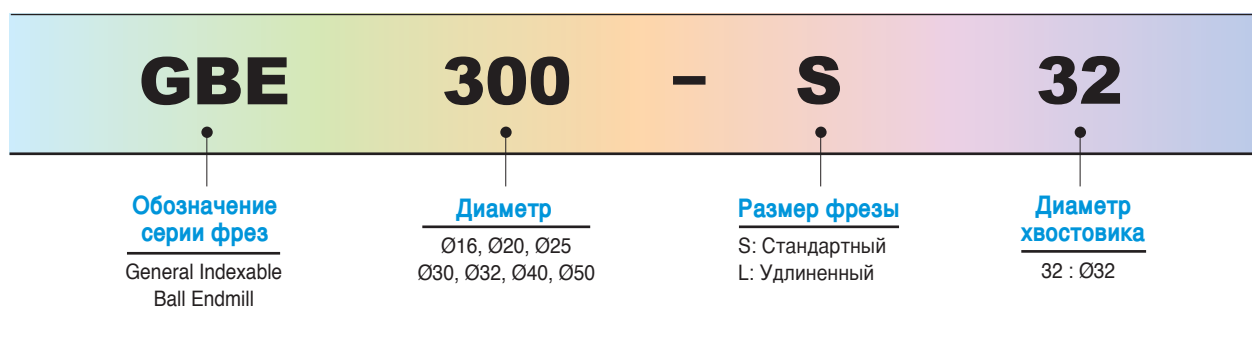 GBE 300 - S 32
Обозначение
серии фрез
General Indexable
Ball Endmill
Диаметр
Ø16, Ø20, Ø25
Ø30, Ø32, Ø40, Ø50
Размер фрезы
S: Стандартный
L: Удлиненный
Диаметр
хвостовика
32 : Ø32